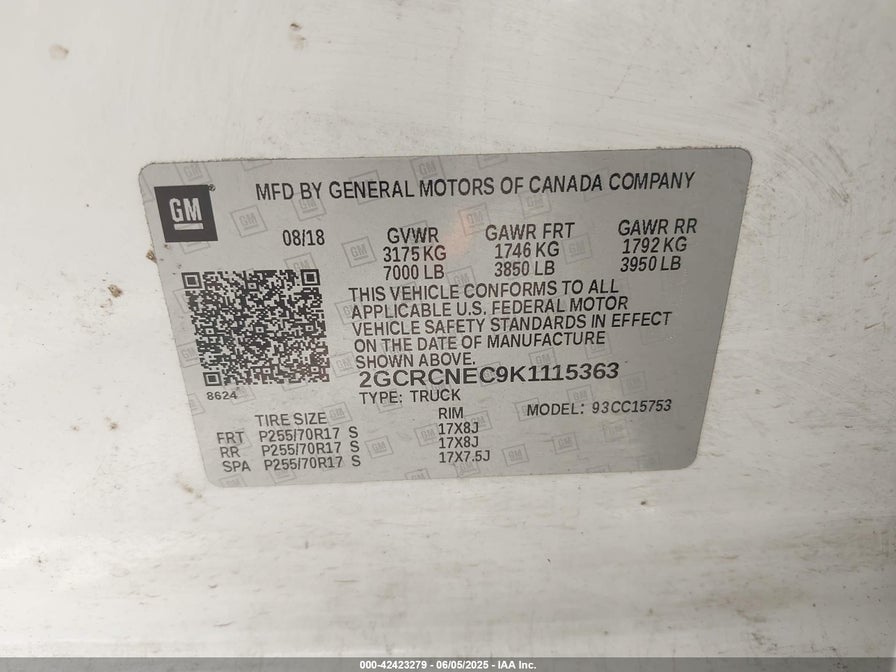 GM
MFD BY GENERAL MOTORS OF CANADA COMPANY
08/18
GVWR GAWR FRT GAWR RR
3175 KG 1746 KG 1792 KG
7000 LB 3850 LB 3950 LB
THIS VEHICLE CONFORMS TO ALL
APPLICABLE U.S. FEDERAL MOTOR
VEHICLE SAFETY STANDARDS IN EFFECT
ON THE DATE OF MANUFACTURE
SHOWN ABOVE.
2GCRCNEC9K1115363
8624
TYPE: TRUCK
MODEL: 93CC15753
TIRE SIZE RIM
FRT P255/70R17 S 17X8J
RR P255/70R17 S 17X8J
SPA P255/70R17 S 17X7.5J
000-42423279 - 06/05/2025 - IAA Inc.